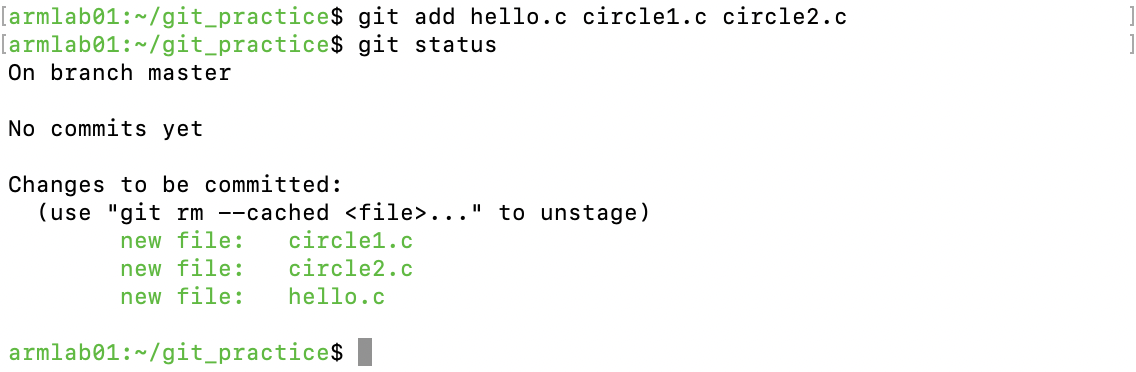 [armlab01:~/git_practice$ git add hello.c circle1.c circle2.c ]
[armlab01:~/git_practice$ git status ]
On branch master

No commits yet

Changes to be committed:
  (use "git rm --cached <file>..." to unstage)
        new file:   circle1.c
        new file:   circle2.c
        new file:   hello.c

armlab01:~/git_practice$